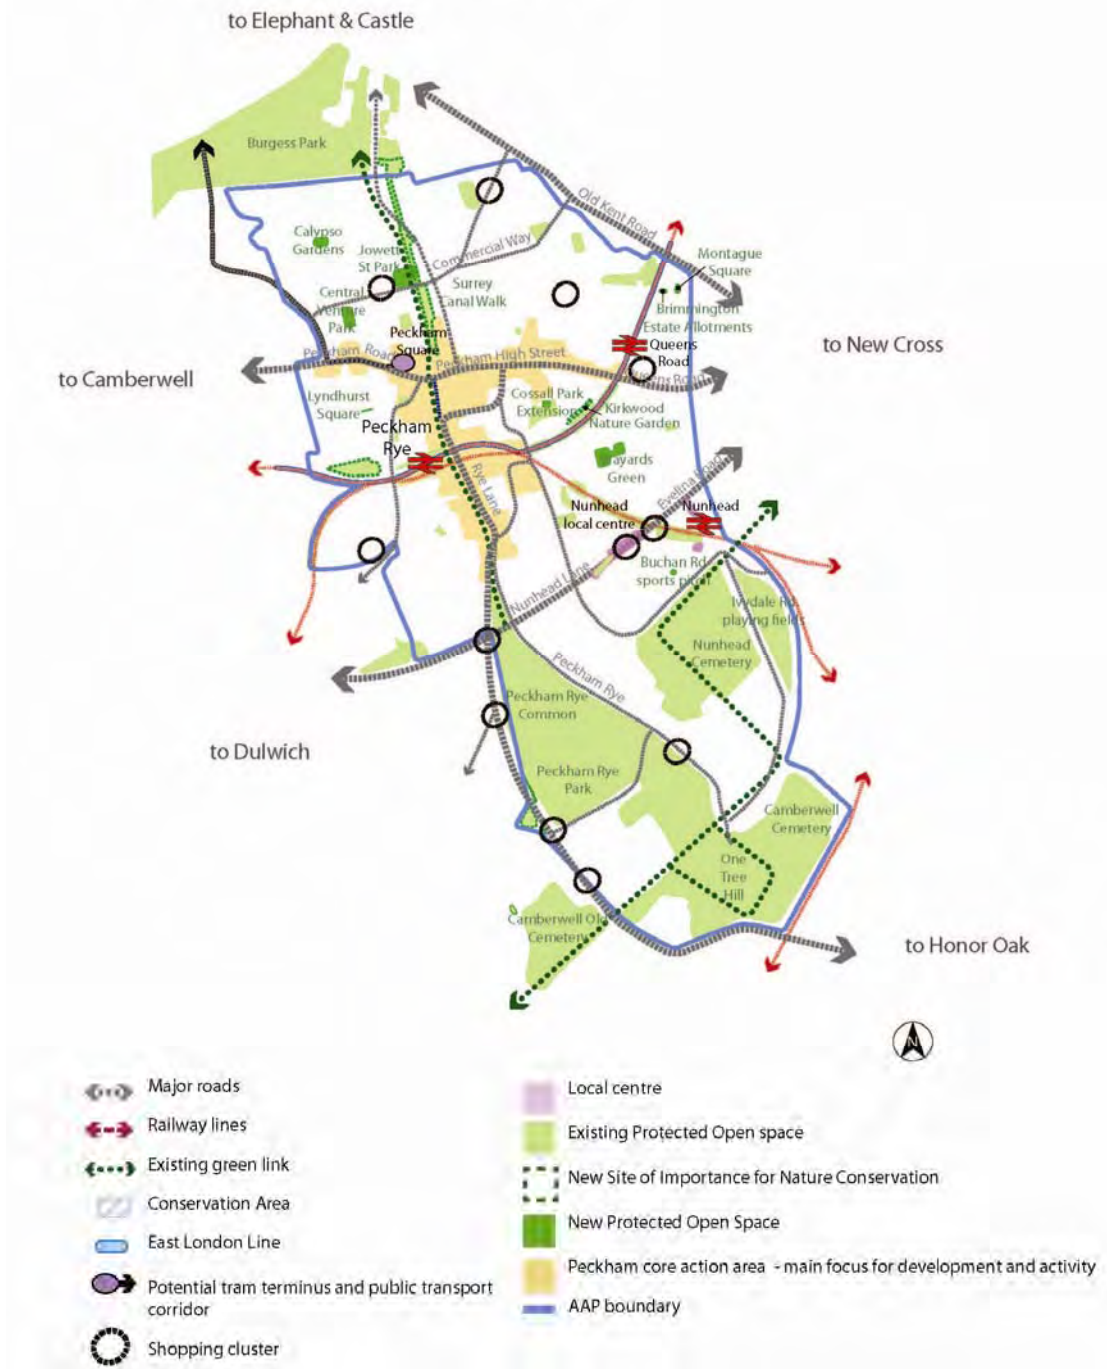 to Elephant & Castle
Burgess Park
Old Kent Road
Calypso
Gardens
Jowett
St Park
Commercial Way
Montague
Square
Central
Venture
Park
Surrey
Canal Walk
Brimmington
Estate Allotments
Peckham
Square
Queens
Road
to New Cross
Peckham Road
Peckham High Street
Queens Road
to Camberwell
Lyndhurst
Square
Cossall Park
Extension
Kirkwood
Nature Garden
Peckham
Rye
Rye Lane
Brayards
Green
Evelina Road
Nunhead
local centre
Nunhead
Buchan Rd
sports pitch
Nunhead Lane
Ivydale Rd
playing fields
Nunhead
Cemetery
Peckham Rye
Peckham Rye
Common
to Dulwich
Peckham Rye
Park
Camberwell
Cemetery
One
Tree
Hill
Camberwell Old
Cemetery
to Honor Oak
N
Major roads
Railway lines
Existing green link
Conservation Area
East London Line
Potential tram terminus and public transport
corridor
Shopping cluster
Local centre
Existing Protected Open space
New Site of Importance for Nature Conservation
New Protected Open Space
Peckham core action area - main focus for development and activity
AAP boundary